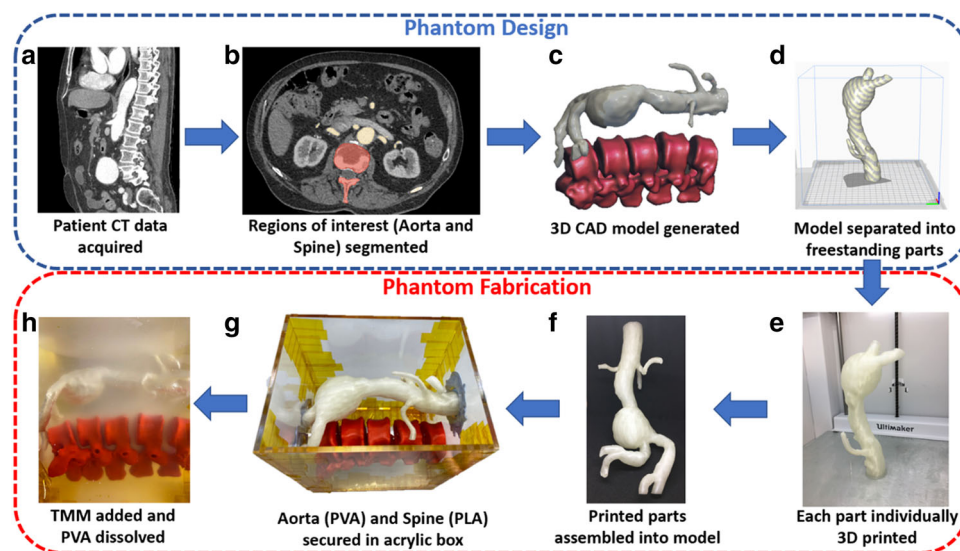 Phantom Design
a
b
c
d
Patient CT data
acquired
Regions of interest (Aorta and
Spine) segmented
3D CAD model generated
Model separated into
freestanding parts
Phantom Fabrication
h
g
f
e
Ultimaker
TMM added and
PVA dissolved
Aorta (PVA) and Spine (PLA)
secured in acrylic box
Printed parts
assembled into model
Each part individually
3D printed